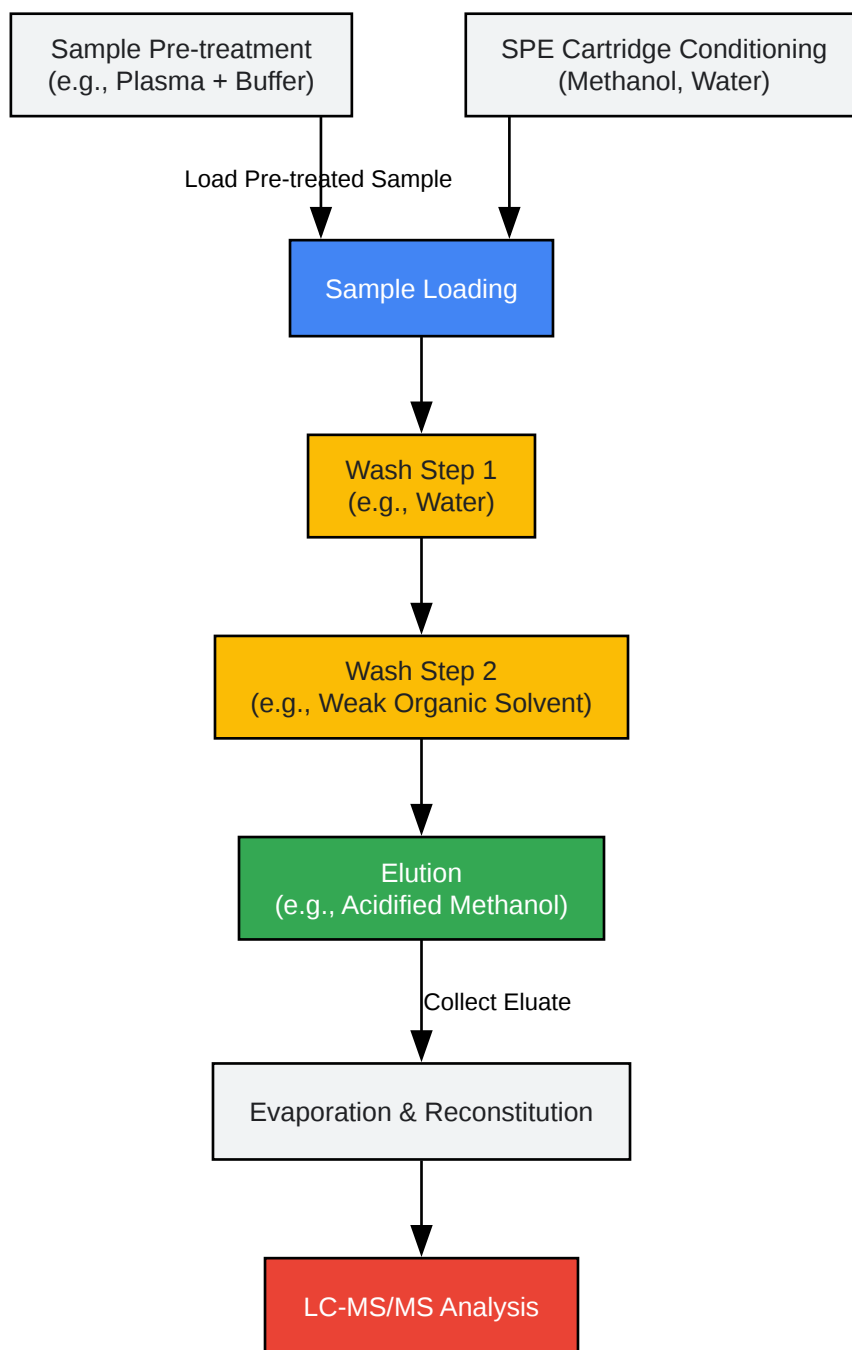 Sample Pre-treatment
(e.g., Plasma + Buffer)
SPE Cartridge Conditioning
(Methanol, Water)
Load Pre-treated Sample
Sample Loading
Wash Step 1
(e.g., Water)
Wash Step 2
(e.g., Weak Organic Solvent)
Elution
(e.g., Acidified Methanol)
Collect Eluate
Evaporation & Reconstitution
LC-MS/MS Analysis